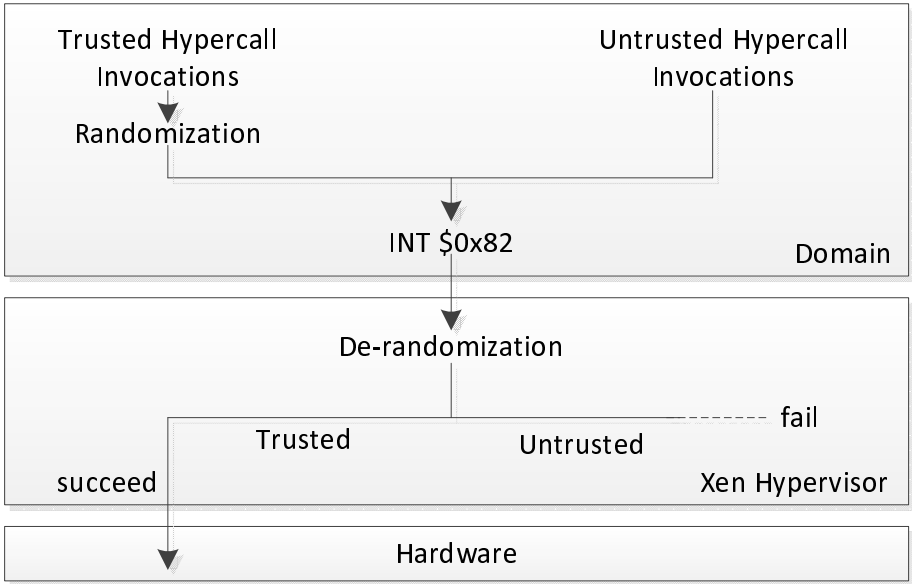 Trusted Hypercall
Invocations
Untrusted Hypercall
Invocations
Randomization
INT $0x82
Domain
De-randomization
fail
Trusted
Untrusted
succeed
Xen Hypervisor
Hardware